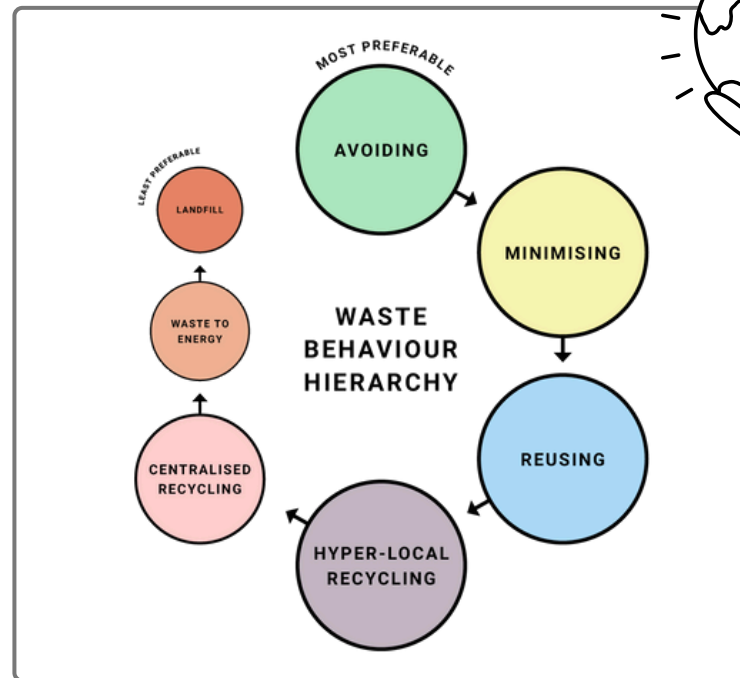 MOST PREFERABLE
AVOIDING
MINIMISING
REUSING
HYPER-LOCAL
RECYCLING
CENTRALISED
RECYCLING
WASTE TO
ENERGY
LANDFILL
LEAST PREFERABLE
WASTE
BEHAVIOUR
HIERARCHY